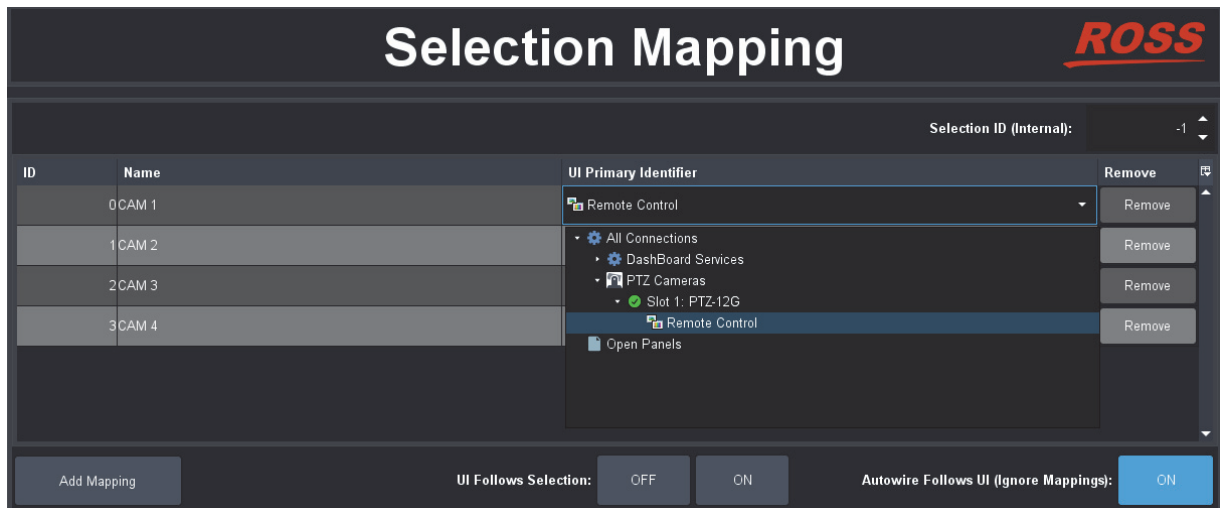 Selection Mapping
ROSS
Selection ID (Internal): -1
ID Name UI Primary Identifier Remove
0 CAM 1 Remote Control Remove
1 CAM 2 All Connections Remove
DashBoard Services
2 CAM 3 PTZ Cameras Remove
Slot 1: PTZ-12G
3 CAM 4 Remote Control Remove
Open Panels
Add Mapping UI Follows Selection: OFF ON Autowire Follows UI (Ignore Mappings): ON